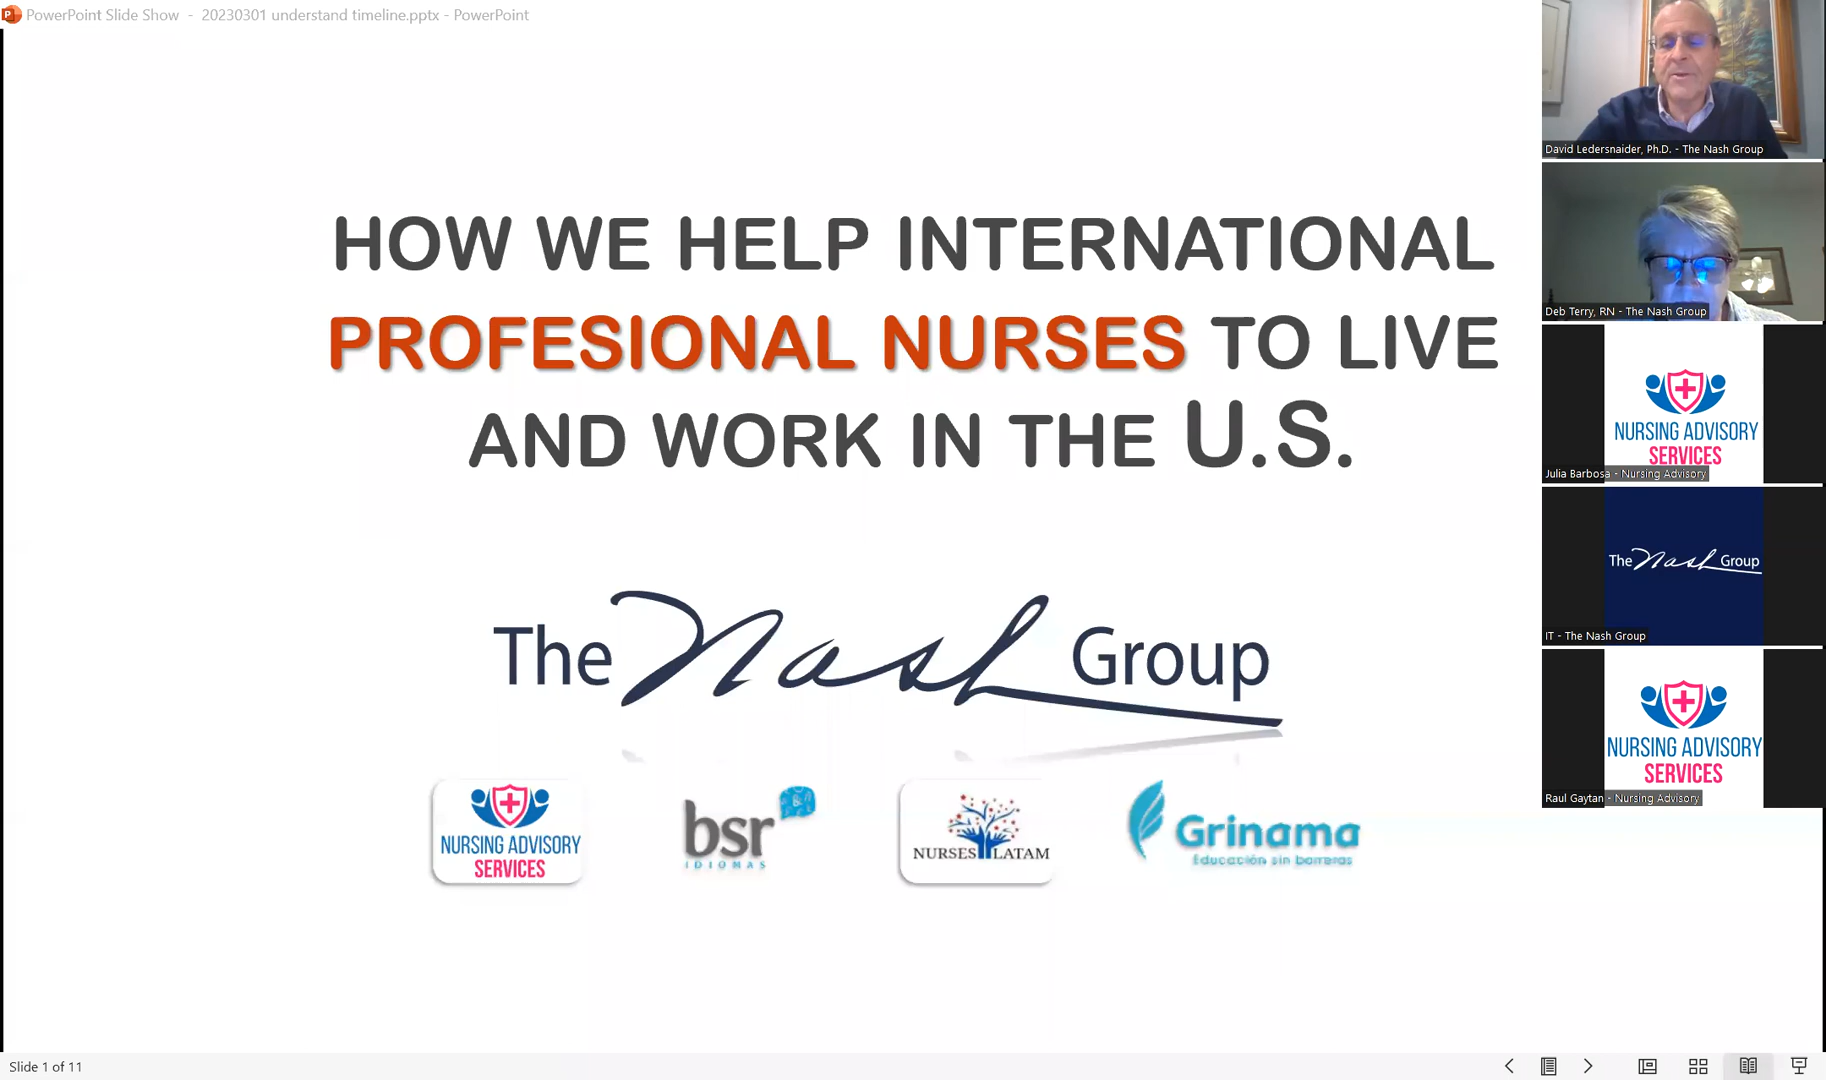 PowerPoint Slide Show - 20230301 understand timeline.pptx - PowerPoint
HOW WE HELP INTERNATIONAL
PROFESIONAL NURSES TO LIVE
AND WORK IN THE U.S.
The Nash Group
NURSING ADVISORY
SERVICES
bsr
&
IDIOMAS
NURSES LATAM
Grinama
Educación sin barreras
David Ledersnaider, Ph.D. - The Nash Group
Deb Terry, RN - The Nash Group
NURSING ADVISORY
SERVICES
Julia Barbosa - Nursing Advisory
The Nash Group
IT - The Nash Group
NURSING ADVISORY
SERVICES
Raul Gaytan - Nursing Advisory
Slide 1 of 11